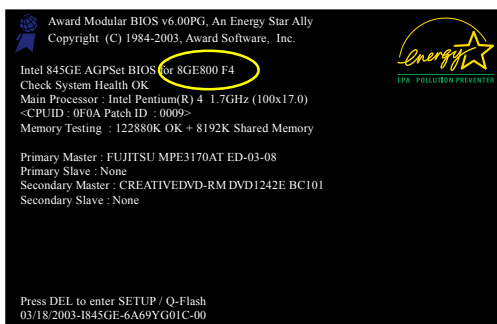 Award Modular BIOS v6.00PG, An Energy Star Ally
Copyright (C) 1984-2003, Award Software, Inc.
energy
EPA POLLUTION PREVENTER
Intel 845GE AGPSet BIOS for 8GE800 F4
Check System Health OK
Main Processor : Intel Pentium(R) 4 1.7GHz (100x17.0)
<CPUID : 0F0A Patch ID : 0009>
Memory Testing : 122880K OK + 8192K Shared Memory
Primary Master : FUJITSU MPE3170AT ED-03-08
Primary Slave : None
Secondary Master : CREATIVEDVD-RM DVD1242E BC101
Secondary Slave : None
Press DEL to enter SETUP / Q-Flash
03/18/2003-I845GE-6A69YG01C-00